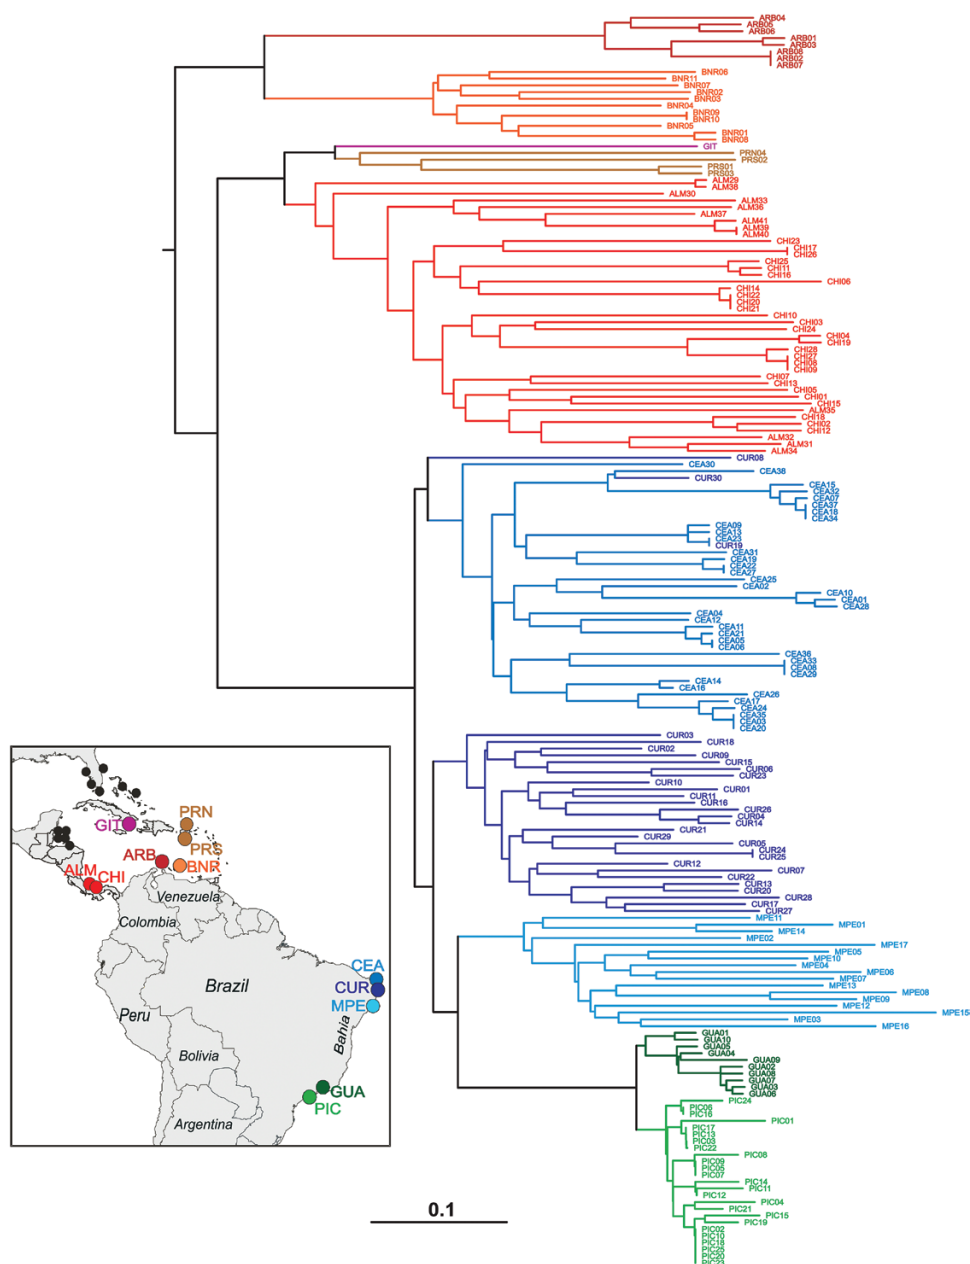 ARB04
ARB05
ARB06
ARB01
ARB03
ARB08
ARB02
ARB07
BNR06
BNR11
BNR07
BNR02
BNR03
BNR04
BNR09
BNR10
BNR05
BNR01
BNR08
GIT
PRN04
PRS02
PRS01
PRS03
ALM29
ALM38
ALM30
ALM33
ALM36
ALM37
ALM41
ALM39
ALM40
CHI23
CHI17
CHI26
CHI25
CHI11
CHI16
CHI06
CHI14
CHI22
CHI20
CHI21
CHI10
CHI03
CHI24
CHI04
CHI19
CHI28
CHI27
CHI08
CHI09
CHI07
CHI13
CHI05
CHI01
CHI15
ALM35
CHI18
CHI02
CHI12
ALM32
ALM31
ALM34
CUR08
CEA30
CEA38
CUR30
CEA15
CEA32
CEA07
CEA37
CEA18
CEA34
CEA09
CEA13
CEA23
CUR19
CEA31
CEA19
CEA22
CEA27
CEA25
CEA02
CEA10
CEA01
CEA28
CEA04
CEA12
CEA11
CEA21
CEA05
CEA06
CEA36
CEA33
CEA08
CEA29
CEA14
CEA16
CEA26
CEA17
CEA24
CEA35
CEA03
CEA20
CUR03
CUR18
CUR02
CUR09
CUR15
CUR06
CUR23
CUR10
CUR01
CUR11
CUR16
CUR26
CUR04
CUR14
CUR21
CUR29
CUR05
CUR24
CUR25
CUR12
CUR07
CUR22
CUR13
CUR20
CUR28
CUR17
CUR27
MPE11
MPE01
MPE14
MPE02
MPE17
MPE05
MPE10
MPE04
MPE06
MPE07
MPE13
MPE08
MPE09
MPE12
MPE15
MPE03
MPE16
GUA01
GUA10
GUA05
GUA04
GUA09
GUA02
GUA08
GUA07
GUA03
GUA06
PIC24
PIC06
PIC16
PIC01
PIC17
PIC13
PIC03
PIC22
PIC08
PIC09
PIC05
PIC07
PIC14
PIC11
PIC12
PIC04
PIC21
PIC15
PIC19
PIC02
PIC10
PIC18
PIC25
PIC20
PIC23
PRN
GIT
PRS
ARB
BNR
ALM
CHI
Venezuela
Colombia
CEA
Brazil
CUR
MPE
Peru
Bahia
Bolivia
GUA
PIC
Argentina
0.1